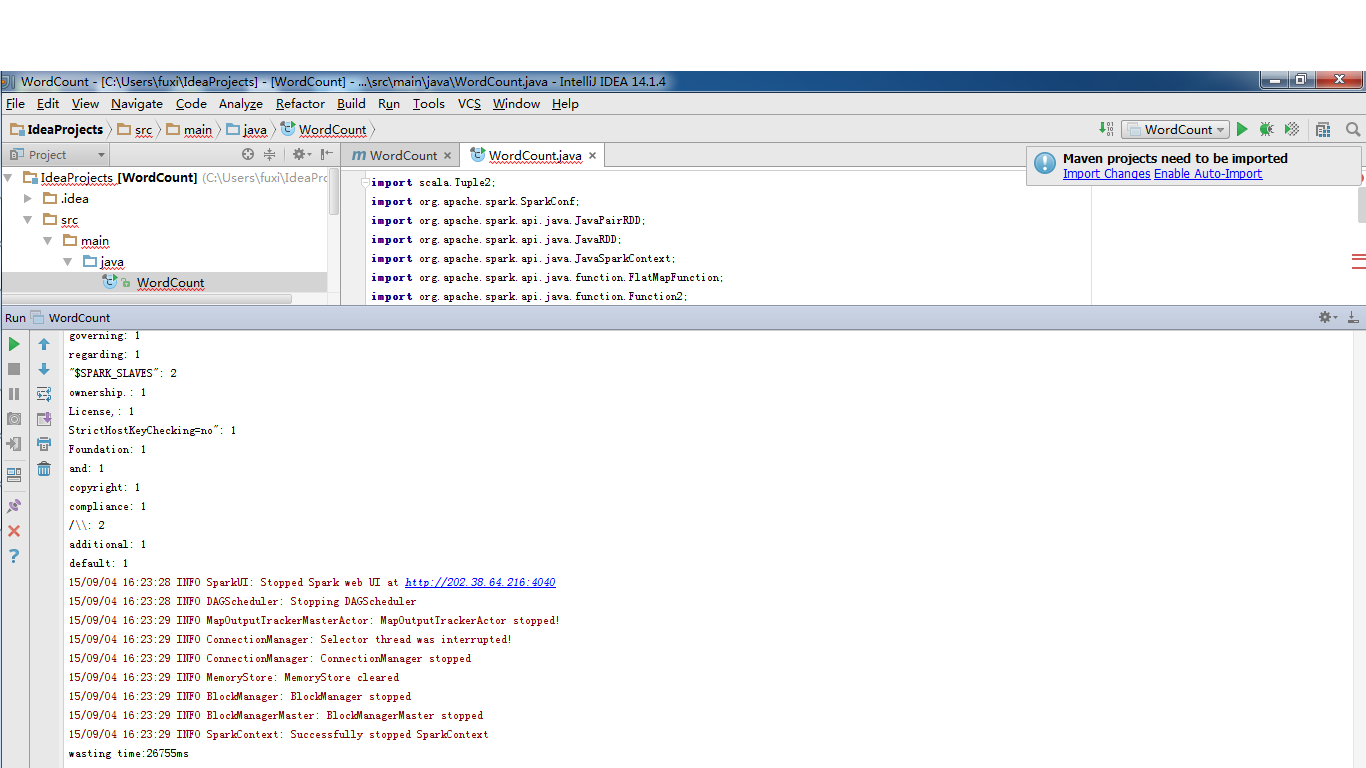 WordCount - [C:\Users\fuxi\IdeaProjects] - [WordCount] - ...\src\main\java\WordCount.java - IntelliJ IDEA 14.1.4
File Edit View Navigate Code Analyze Refactor Build Run Tools VCS Window Help
IdeaProjects src main java WordCount WordCount
Project m WordCount WordCount.java
Maven projects need to be imported
Import Changes Enable Auto-Import
IdeaProjects [WordCount] (C:\Users\fuxi\IdeaPr
.idea
src
main
java
WordCount
import scala.Tuple2;
import org.apache.spark.SparkConf;
import org.apache.spark.api.java.JavaPairRDD;
import org.apache.spark.api.java.JavaRDD;
import org.apache.spark.api.java.JavaSparkContext;
import org.apache.spark.api.java.function.FlatMapFunction;
import org.apache.spark.api.java.function.Function2;
Run WordCount
governing: 1
regarding: 1
"$SPARK_SLAVES": 2
ownership.: 1
License,: 1
StrictHostKeyChecking=no": 1
Foundation: 1
and: 1
copyright: 1
compliance: 1
/\\: 2
additional: 1
default: 1
15/09/04 16:23:28 INFO SparkUI: Stopped Spark web UI at http://202.38.64.216:4040
15/09/04 16:23:28 INFO DAGScheduler: Stopping DAGScheduler
15/09/04 16:23:29 INFO MapOutputTrackerMasterActor: MapOutputTrackerActor stopped!
15/09/04 16:23:29 INFO ConnectionManager: Selector thread was interrupted!
15/09/04 16:23:29 INFO ConnectionManager: ConnectionManager stopped
15/09/04 16:23:29 INFO MemoryStore: MemoryStore cleared
15/09/04 16:23:29 INFO BlockManager: BlockManager stopped
15/09/04 16:23:29 INFO BlockManagerMaster: BlockManagerMaster stopped
15/09/04 16:23:29 INFO SparkContext: Successfully stopped SparkContext
wasting time:26755ms